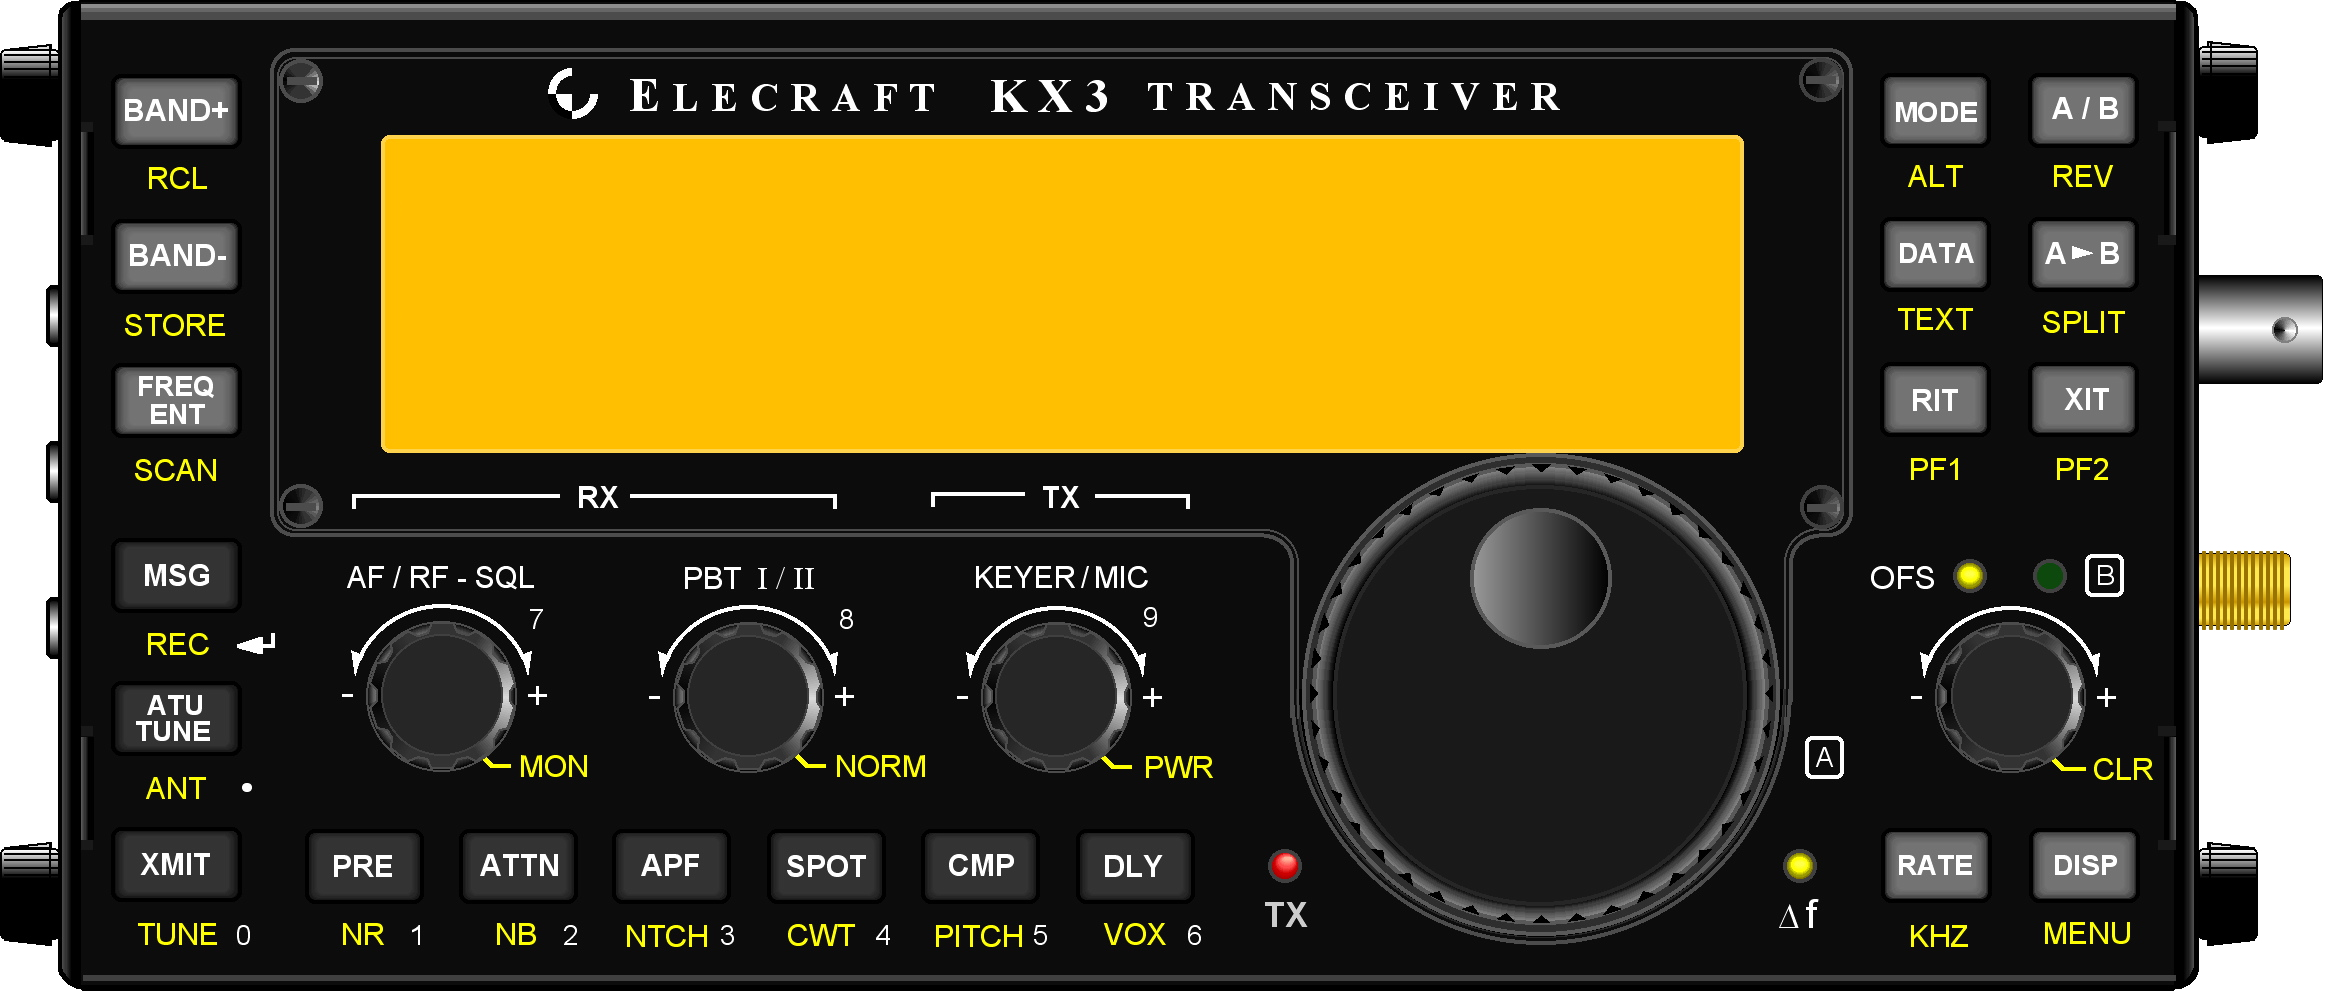 ELECRAFT KX3 TRANSCEIVER
BAND+
RCL
BAND-
STORE
FREQ
ENT
SCAN
MODE
ALT
A / B
REV
DATA
TEXT
A►B
SPLIT
RIT
PF1
XIT
PF2
RX
TX
MSG
REC
ATU
TUNE
ANT
XMIT
TUNE 0
AF / RF - SQL
7
- +
MON
PBT I / II
8
- +
NORM
KEYER / MIC
9
- +
PWR
PRE
NR 1
ATTN
NB 2
APF
NTCH 3
SPOT
CWT 4
CMP
PITCH 5
DLY
VOX 6
TX
A
Δf
OFS
B
- +
CLR
RATE
KHZ
DISP
MENU